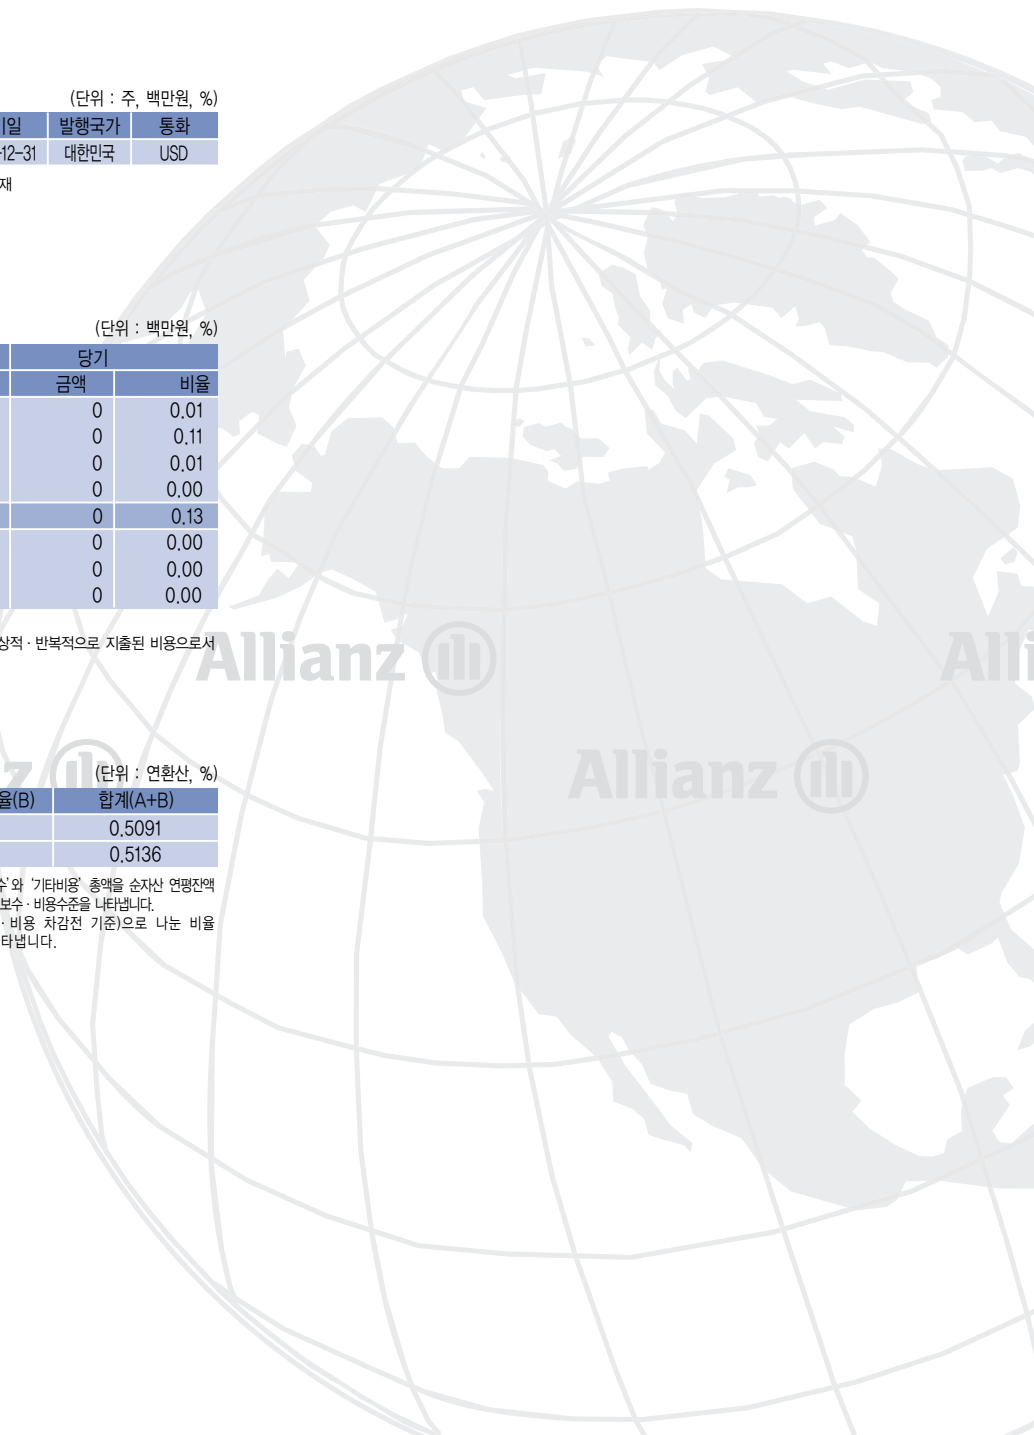 (단위 : 주, 백만원, %)
기일 발행국가 통화
-12-31 대한민국 USD
재
(단위 : 백만원, %)
당기
금액 비율
0 0.01
0 0.11
0 0.01
0 0.00
0 0.13
0 0.00
0 0.00
0 0.00
상적·반복적으로 지출된 비용으로서
Allianz
Alli
z
Allianz
(단위 : 연환산, %)
율(B) 합계(A+B)
0.5091
0.5136
수'와 '기타비용' 총액을 순자산 연평잔액
보수·비용수준을 나타냅니다.
·비용 차감전 기준)으로 나눈 비율
타냅니다.